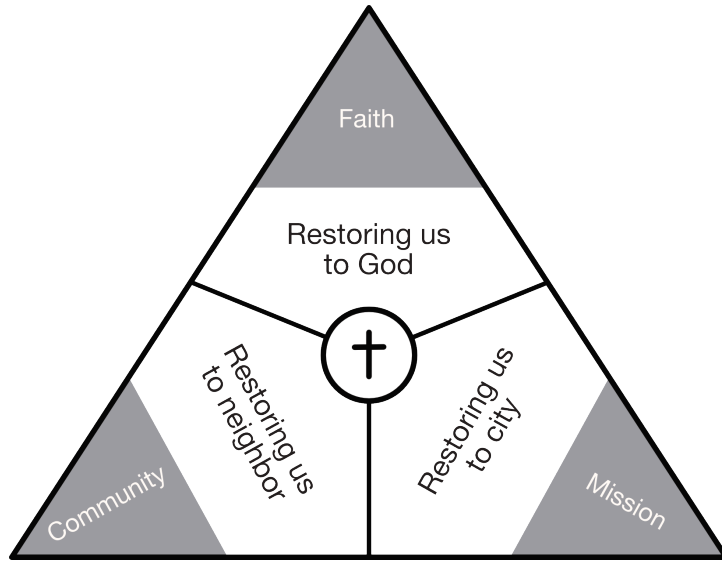 Faith
Restoring us
to God
Restoring us
to neighbor
Restoring us
to city
Community
Mission